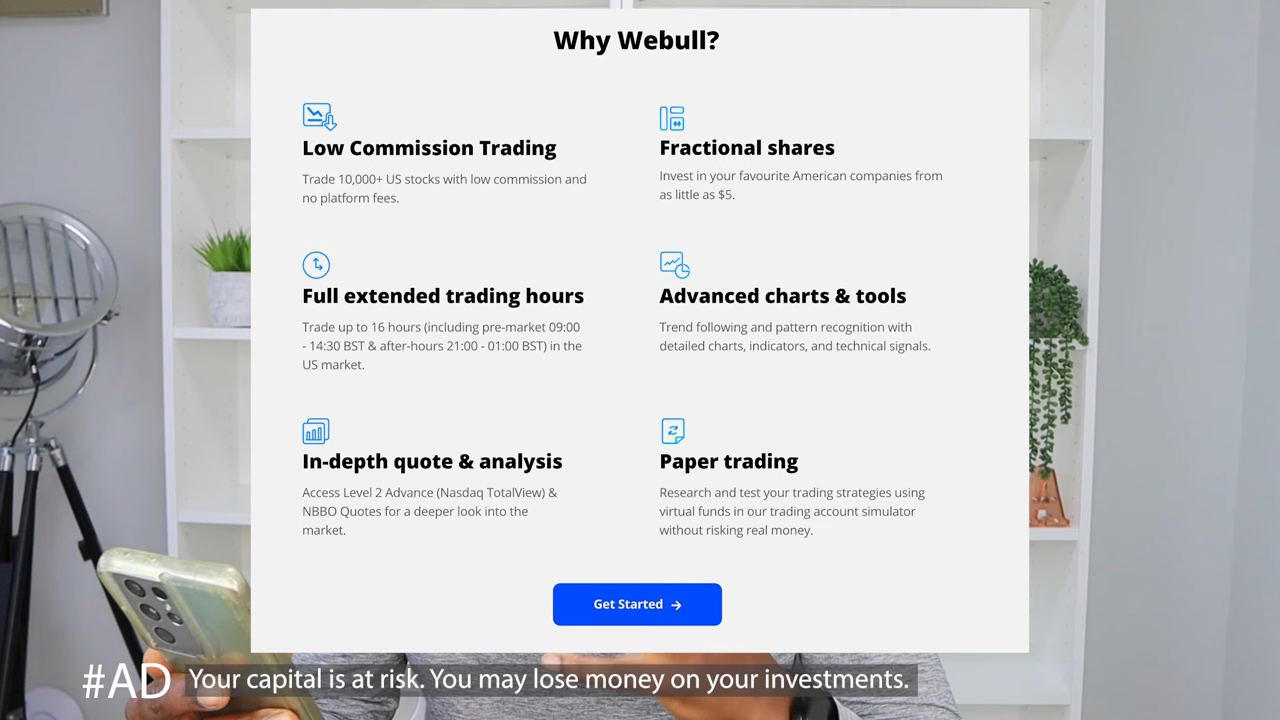 Why Webull?
Low Commission Trading
Trade 10,000+ US stocks with low commission and
no platform fees.
Fractional shares
Invest in your favourite American companies from
as little as $5.
Full extended trading hours
Trade up to 16 hours (including pre-market 09:00
- 14:30 BST & after-hours 21:00 - 01:00 BST) in the
US market.
Advanced charts & tools
Trend following and pattern recognition with
detailed charts, indicators, and technical signals.
In-depth quote & analysis
Access Level 2 Advance (Nasdaq TotalView) &
NBBO Quotes for a deeper look into the
market.
Paper trading
Research and test your trading strategies using
virtual funds in our trading account simulator
without risking real money.
Get Started →
#AD Your capital is at risk. You may lose money on your investments.